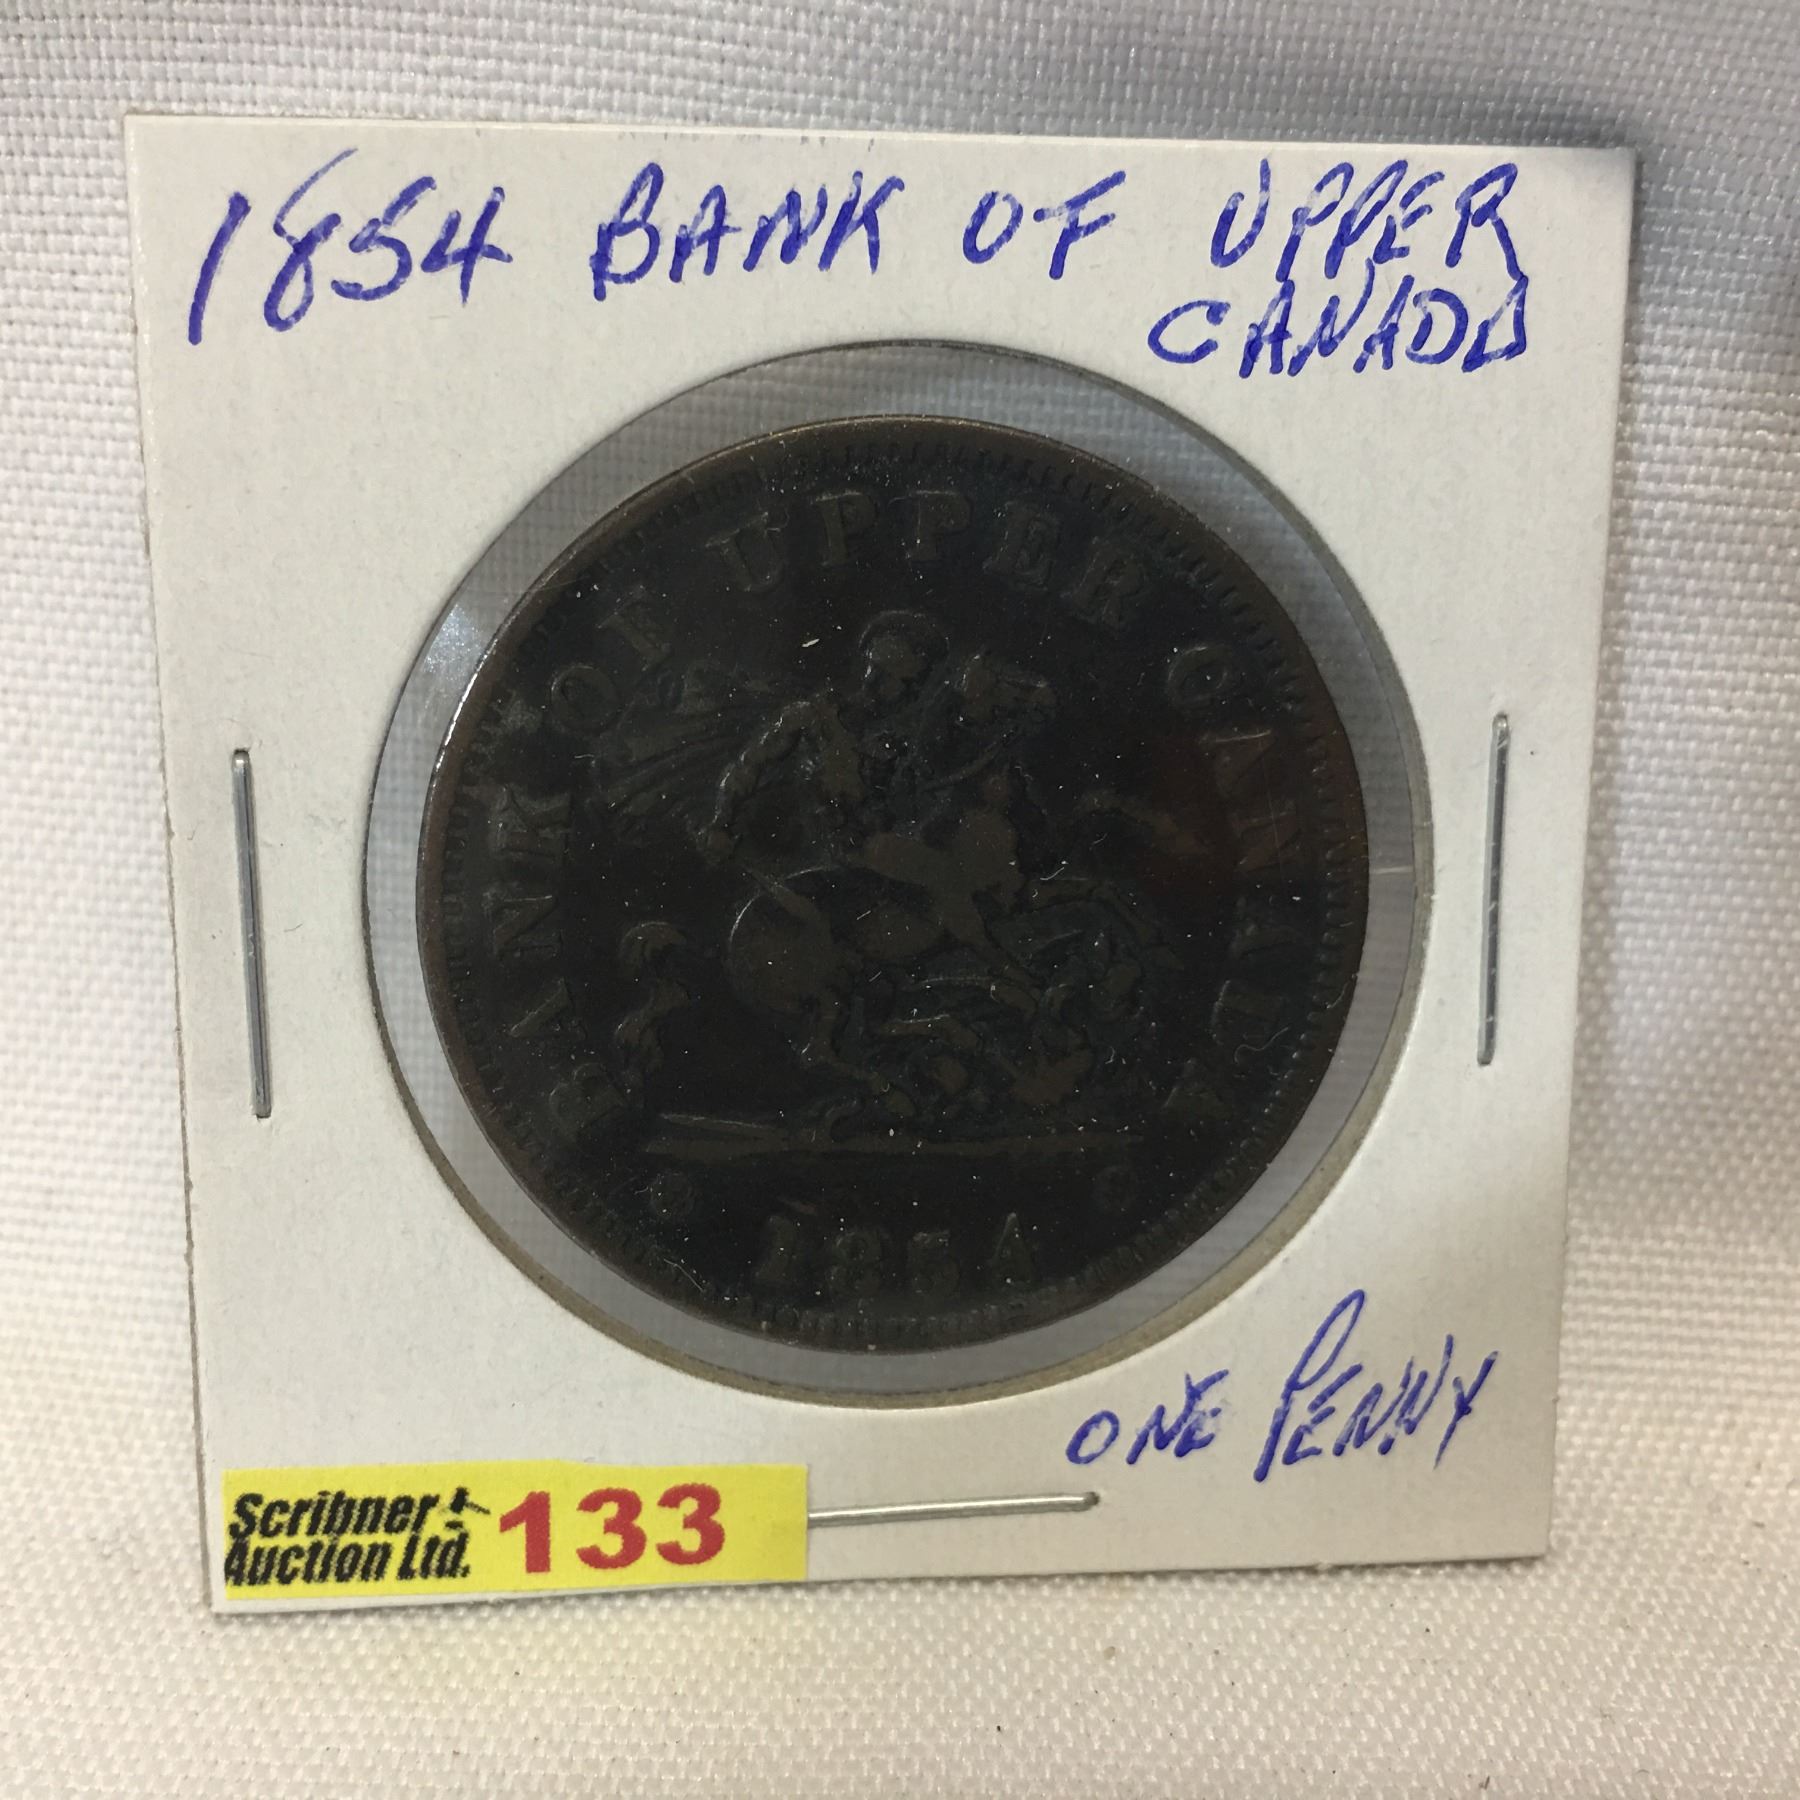 1854 BANK OF UPPER
CANADA
BANK OF UPPER CANADA
1854
ONE PENNY
Scribner
Auction Ltd.
133